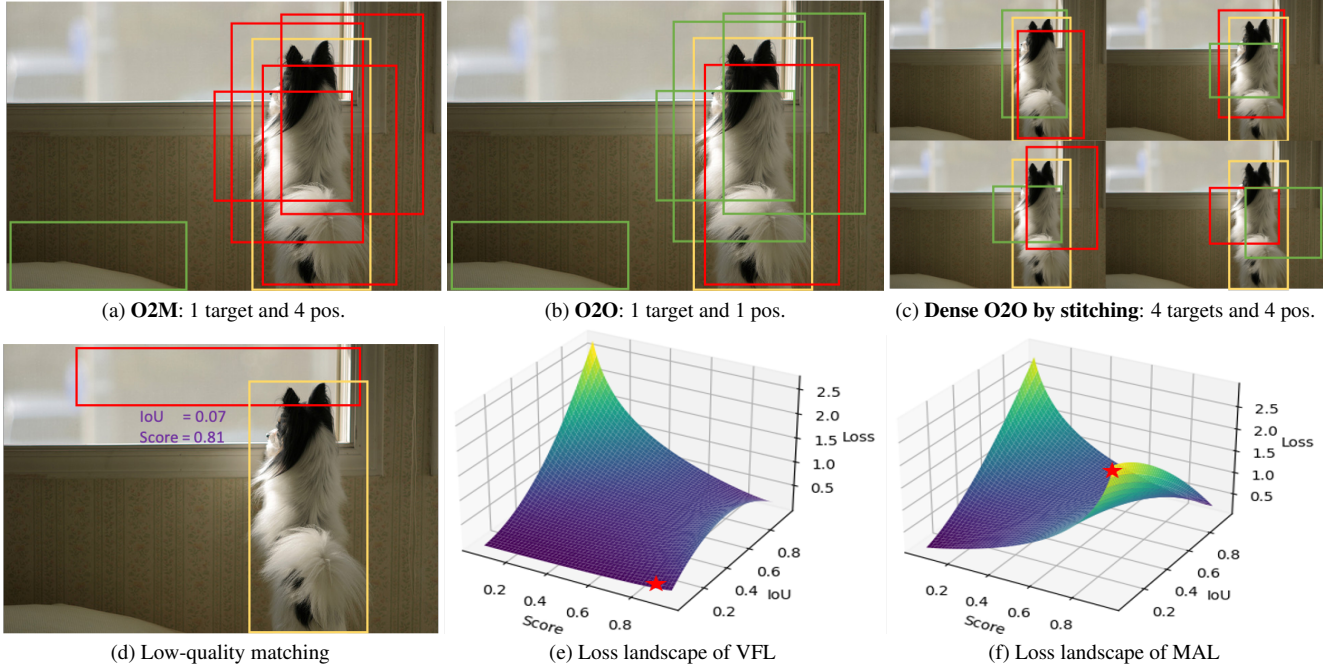 (a) O2M: 1 target and 4 pos.
(b) O2O: 1 target and 1 pos.
(c) Dense O2O by stitching: 4 targets and 4 pos.
IoU = 0.07
Score = 0.81
(d) Low-quality matching
2.5
2.0
1.5
1.0
0.5
Loss
0.2
0.4
0.6
0.8
Score
0.2
0.4
0.6
0.8
IoU
(e) Loss landscape of VFL
2.5
2.0
1.5
1.0
0.5
Loss
0.2
0.4
0.6
0.8
Score
0.2
0.4
0.6
0.8
IoU
(f) Loss landscape of MAL